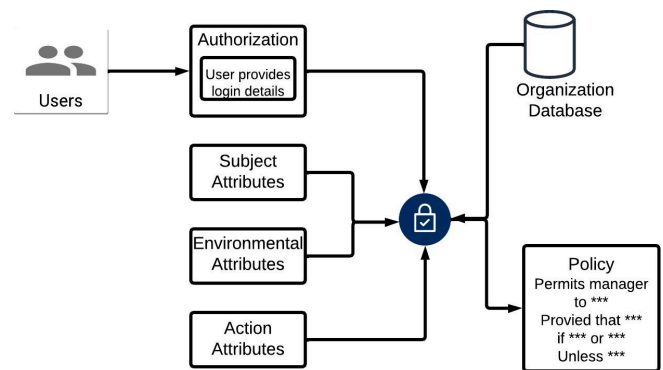 Users
Authorization
User provides
login details
Subject
Attributes
Environmental
Attributes
Action
Attributes
Organization
Database
Policy
Permits manager
to ***
Provied that ***
if *** or ***
Unless ***